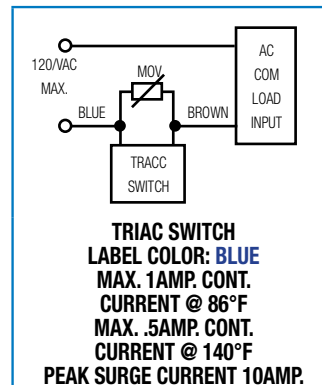 120/VAC
MAX.
MOV
BLUE
BROWN
AC
COM
LOAD
INPUT
TRACC
SWITCH
TRIAC SWITCH
LABEL COLOR: BLUE
MAX. 1AMP. CONT.
CURRENT @ 86°F
MAX. .5AMP. CONT.
CURRENT @ 140°F
PEAK SURGE CURRENT 10AMP.